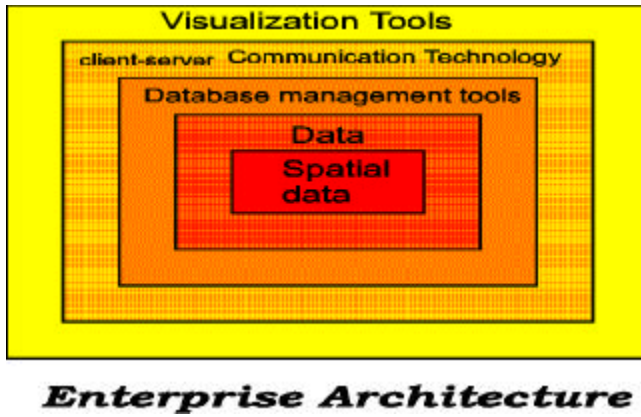 Visualization Tools
client-server Communication Technology
Database management tools
Data
Spatial
data
Enterprise Architecture